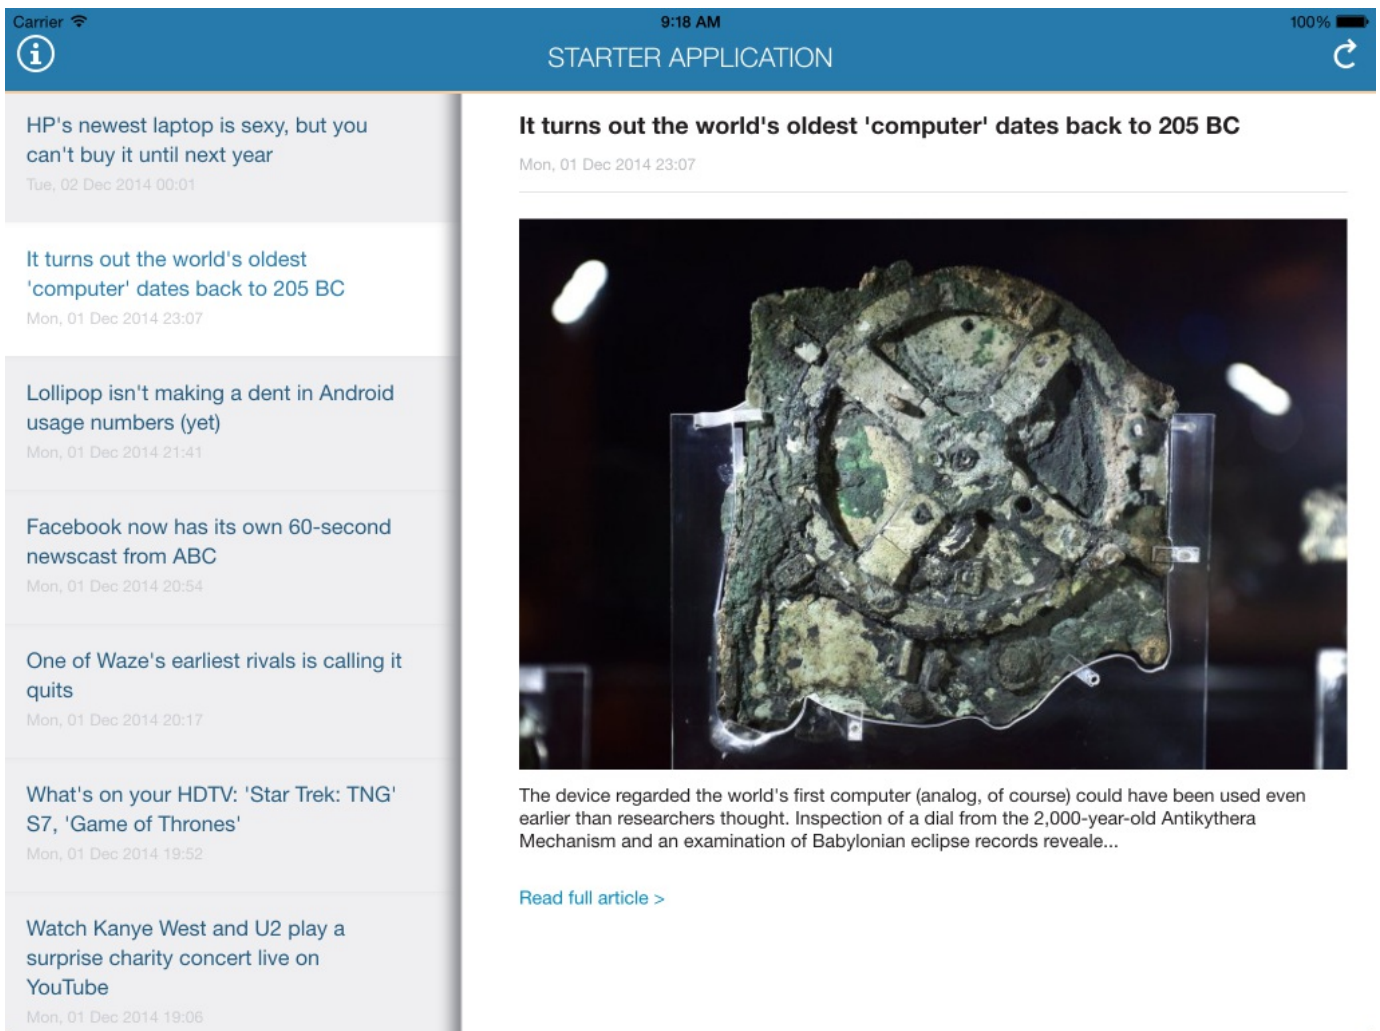 Carrier
9:18 AM
100%
STARTER APPLICATION
HP's newest laptop is sexy, but you
can't buy it until next year
Tue, 02 Dec 2014 00:01
It turns out the world's oldest
'computer' dates back to 205 BC
Mon, 01 Dec 2014 23:07
Lollipop isn't making a dent in Android
usage numbers (yet)
Mon, 01 Dec 2014 21:41
Facebook now has its own 60-second
newscast from ABC
Mon, 01 Dec 2014 20:54
One of Waze's earliest rivals is calling it
quits
Mon, 01 Dec 2014 20:17
What's on your HDTV: 'Star Trek: TNG'
S7, 'Game of Thrones'
Mon, 01 Dec 2014 19:52
Watch Kanye West and U2 play a
surprise charity concert live on
YouTube
Mon, 01 Dec 2014 19:06
It turns out the world's oldest 'computer' dates back to 205 BC
Mon, 01 Dec 2014 23:07
The device regarded the world's first computer (analog, of course) could have been used even
earlier than researchers thought. Inspection of a dial from the 2,000-year-old Antikythera
Mechanism and an examination of Babylonian eclipse records reveale...
Read full article >